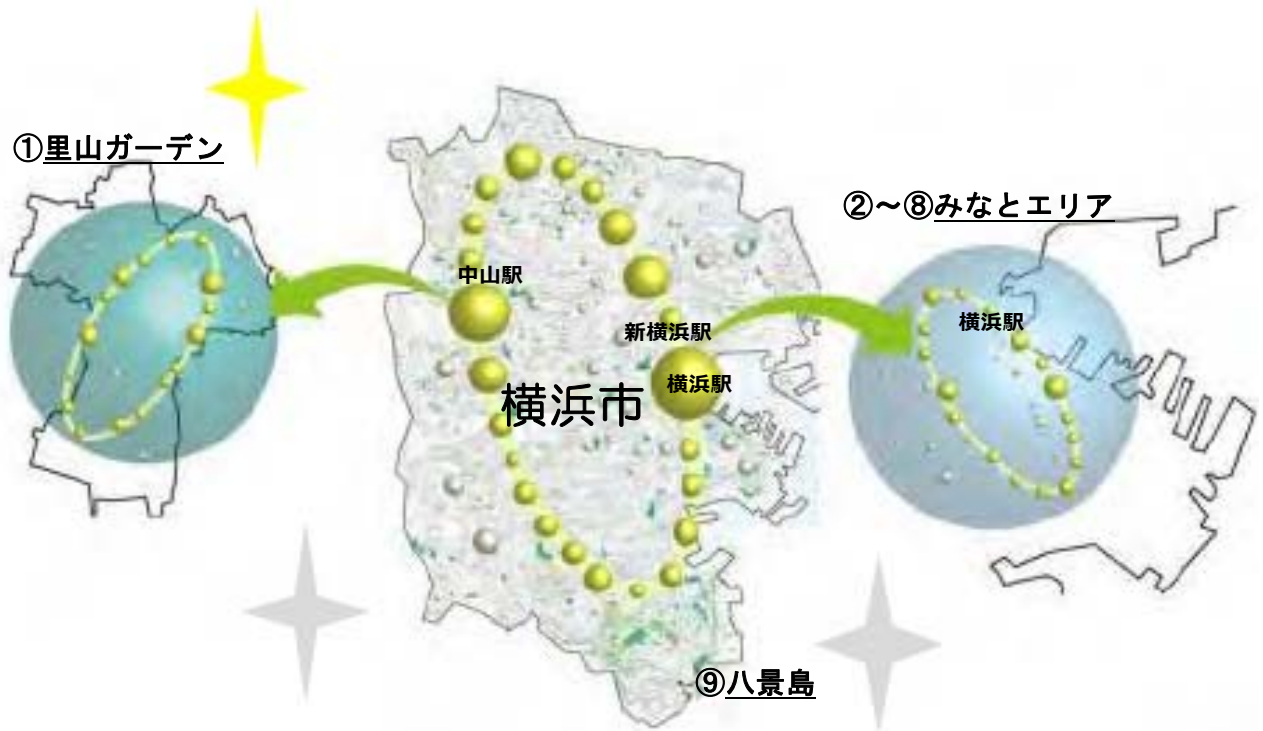 ①里山ガーデン
②～⑧みなとエリア
中山駅
新横浜駅
横浜駅
横浜駅
横浜市
⑨八景島